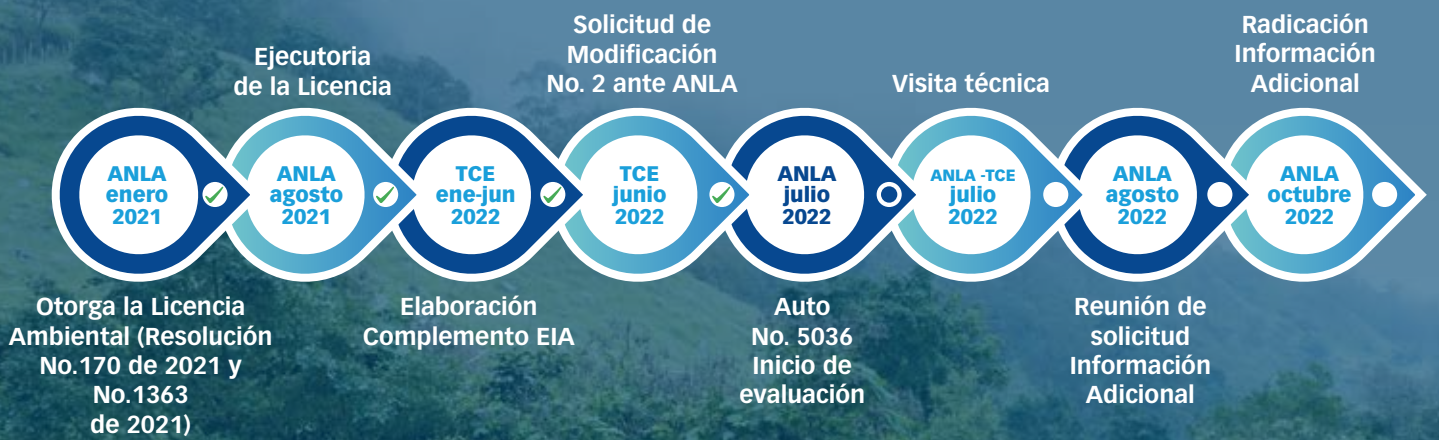 ANLA
enero
2021
Otorga la Licencia
Ambiental (Resolución
No.170 de 2021 y
No.1363
de 2021)
Ejecutoria
de la Licencia
ANLA
agosto
2021
TCE
ene-jun
2022
Elaboración
Complemento EIA
Solicitud de
Modificación
No. 2 ante ANLA
TCE
junio
2022
ANLA
julio
2022
Auto
No. 5036
Inicio de
evaluación
Visita técnica
ANLA -TCE
julio
2022
ANLA
agosto
2022
Reunión de
solicitud
Información
Adicional
Radicación
Información
Adicional
ANLA
octubre
2022